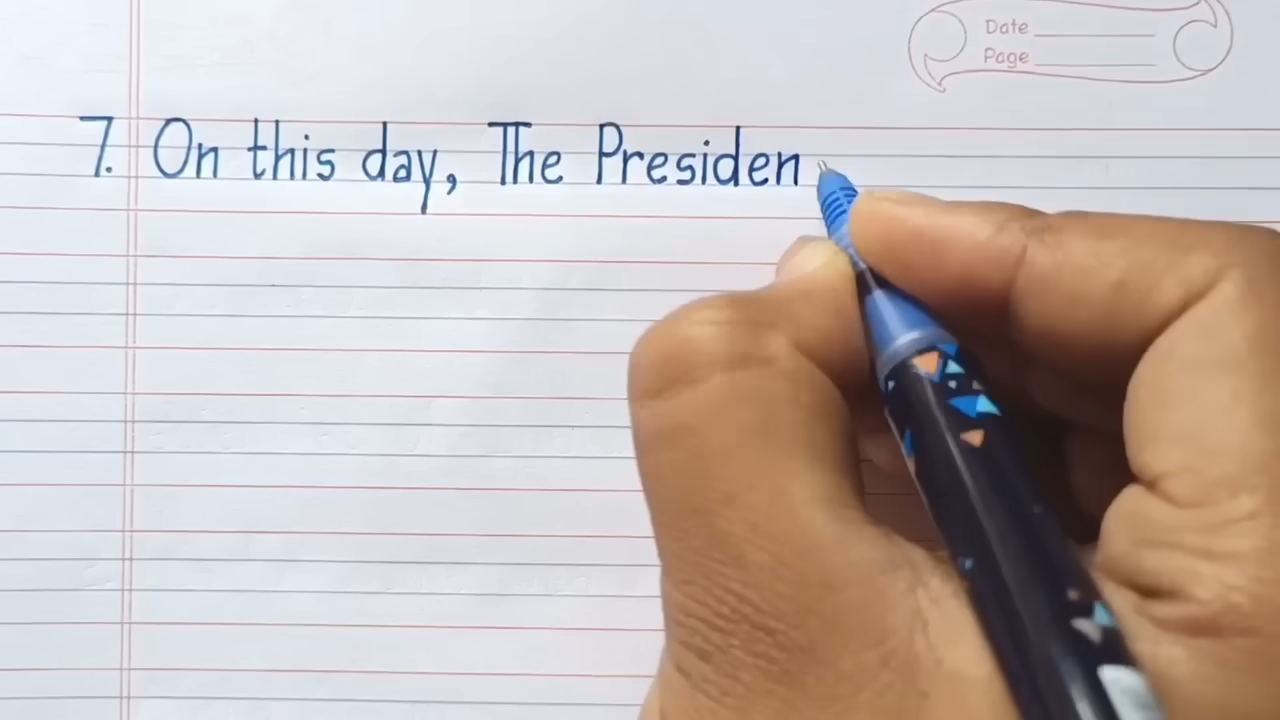 Date
Page
7. On this day, The Presiden